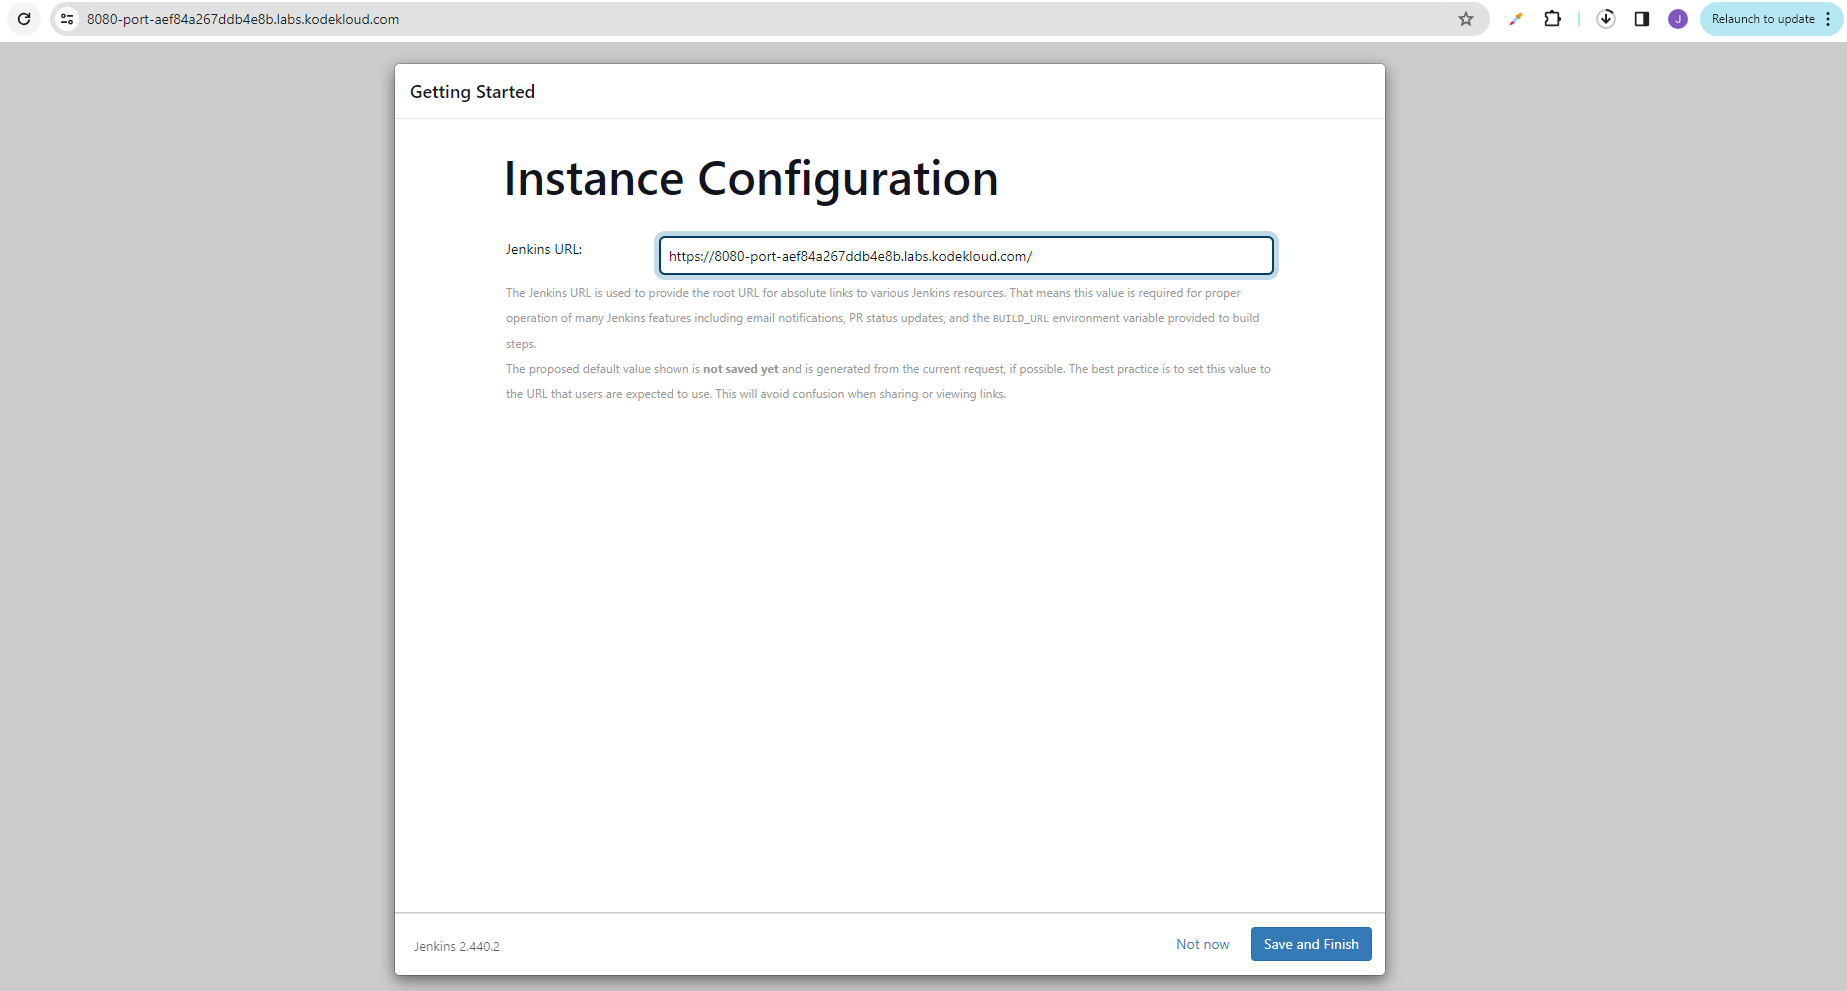 8080-port-aef84a267ddb4e8b.labs.kodekloud.com
J
Relaunch to update
Getting Started
Instance Configuration
Jenkins URL:
https://8080-port-aef84a267ddb4e8b.labs.kodekloud.com/
The Jenkins URL is used to provide the root URL for absolute links to various Jenkins resources. That means this value is required for proper
operation of many Jenkins features including email notifications, PR status updates, and the BUILD_URL environment variable provided to build
steps.
The proposed default value shown is not saved yet and is generated from the current request, if possible. The best practice is to set this value to
the URL that users are expected to use. This will avoid confusion when sharing or viewing links.
Jenkins 2.440.2
Not now
Save and Finish